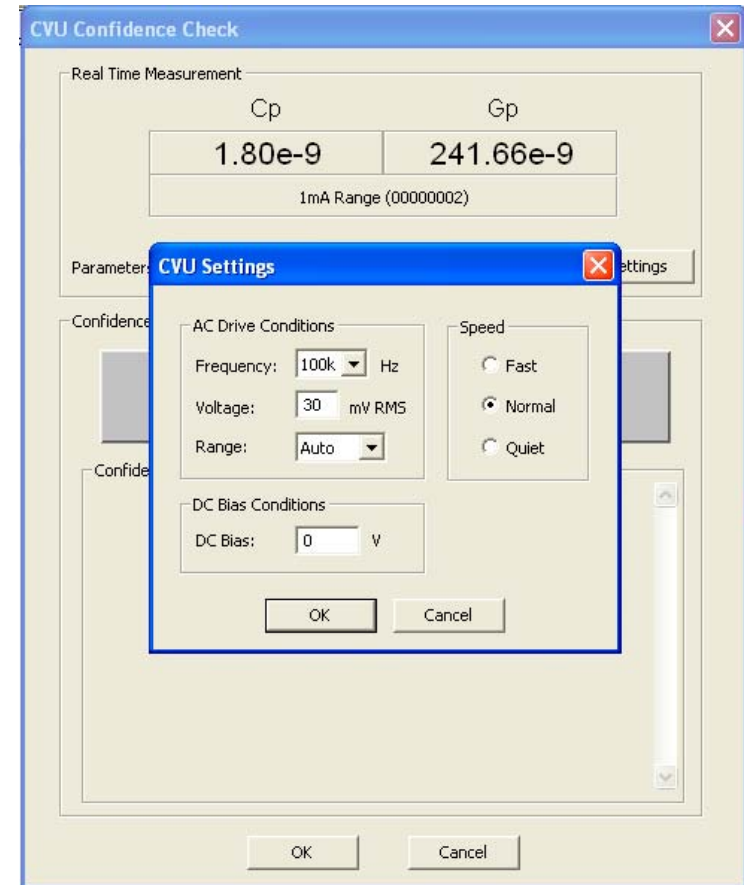 CVU Confidence Check
Real Time Measurement
Cp Gp
1.80e-9 241.66e-9
1mA Range (00000002)
CVU Settings
AC Drive Conditions
Frequency: 100k Hz
Voltage: 30 mV RMS
Range: Auto
Speed
Fast
Normal
Quiet
DC Bias Conditions
DC Bias: 0 V
OK Cancel
Parameter
ettings
Confidence
Confide
OK Cancel